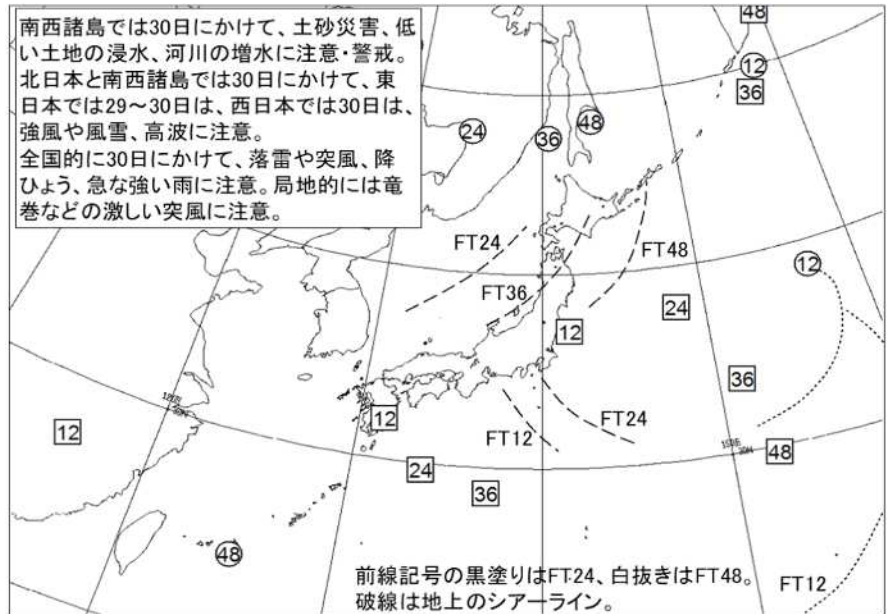 南西諸島では30日にかけて、土砂災害、低
い土地の浸水、河川の増水に注意・警戒。
北日本と南西諸島では30日にかけて、東
日本では29～30日は、西日本では30日は、
強風や風雪、高波に注意。
全国的に30日にかけて、落雷や突風、降
ひょう、急な強い雨に注意。局地的には竜
巻などの激しい突風に注意。
48
12
36
24
36
48
FT24
FT48
12
FT36
24
12
36
12
12
FT24
FT12
150E
30N
48
24
36
48
FT12
前線記号の黒塗りはFT24、白抜きはFT48。
破線は地上のシアーライン。